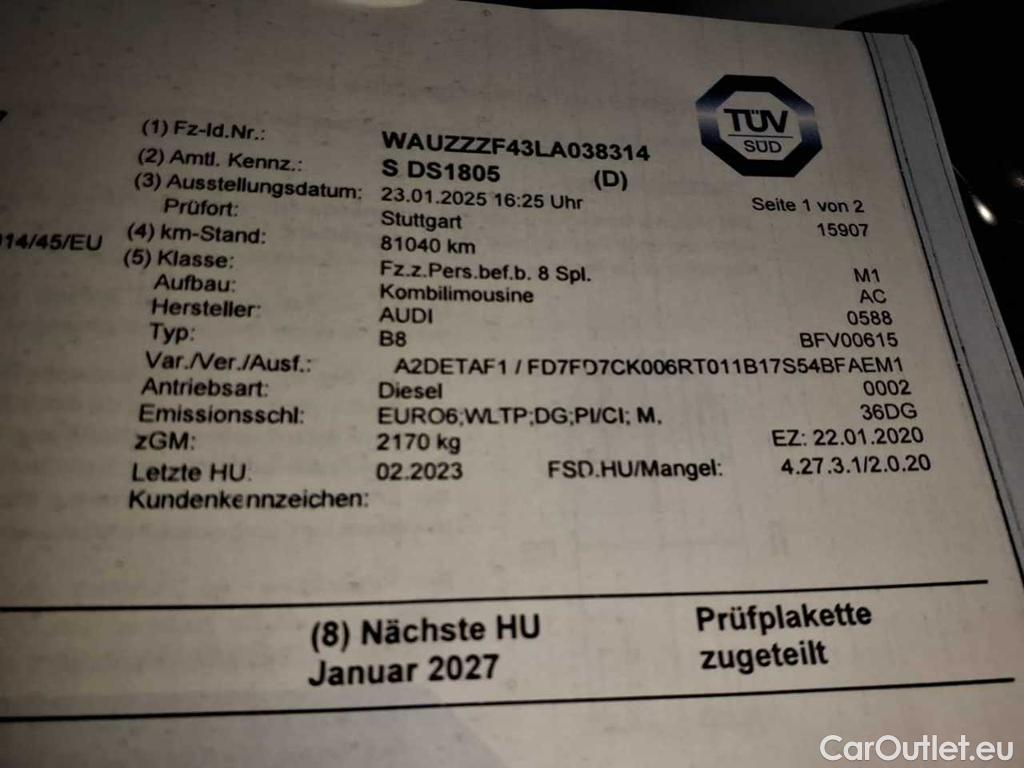 TÜV
SÜD
(1) Fz-Id.Nr.: WAUZZZF43LA038314
(2) Amtl. Kennz.: S DS1805 (D)
(3) Ausstellungsdatum: 23.01.2025 16:25 Uhr Seite 1 von 2
Prüfort: Stuttgart 15907
014/45/EU (4) km-Stand: 81040 km
(5) Klasse: Fz.z.Pers.bef.b. 8 Spl. M1
Aufbau: Kombilimousine AC
Hersteller: AUDI 0588
Typ: B8 BFV00615
Var./Ver./Ausf.: A2DETAF1 / FD7FD7CK006RT011B17S54BFAEM1
Antriebsart: Diesel 0002
Emissionsschl: EURO6;WLTP;DG;PI/CI; M, 36DG
zGM: 2170 kg EZ: 22.01.2020
Letzte HU 02.2023 FSD.HU/Mangel: 4.27.3.1/2.0.20
Kundenkennzeichen:
(8) Nächste HU Prüfplakette
Januar 2027 zugeteilt
CarOutlet.eu